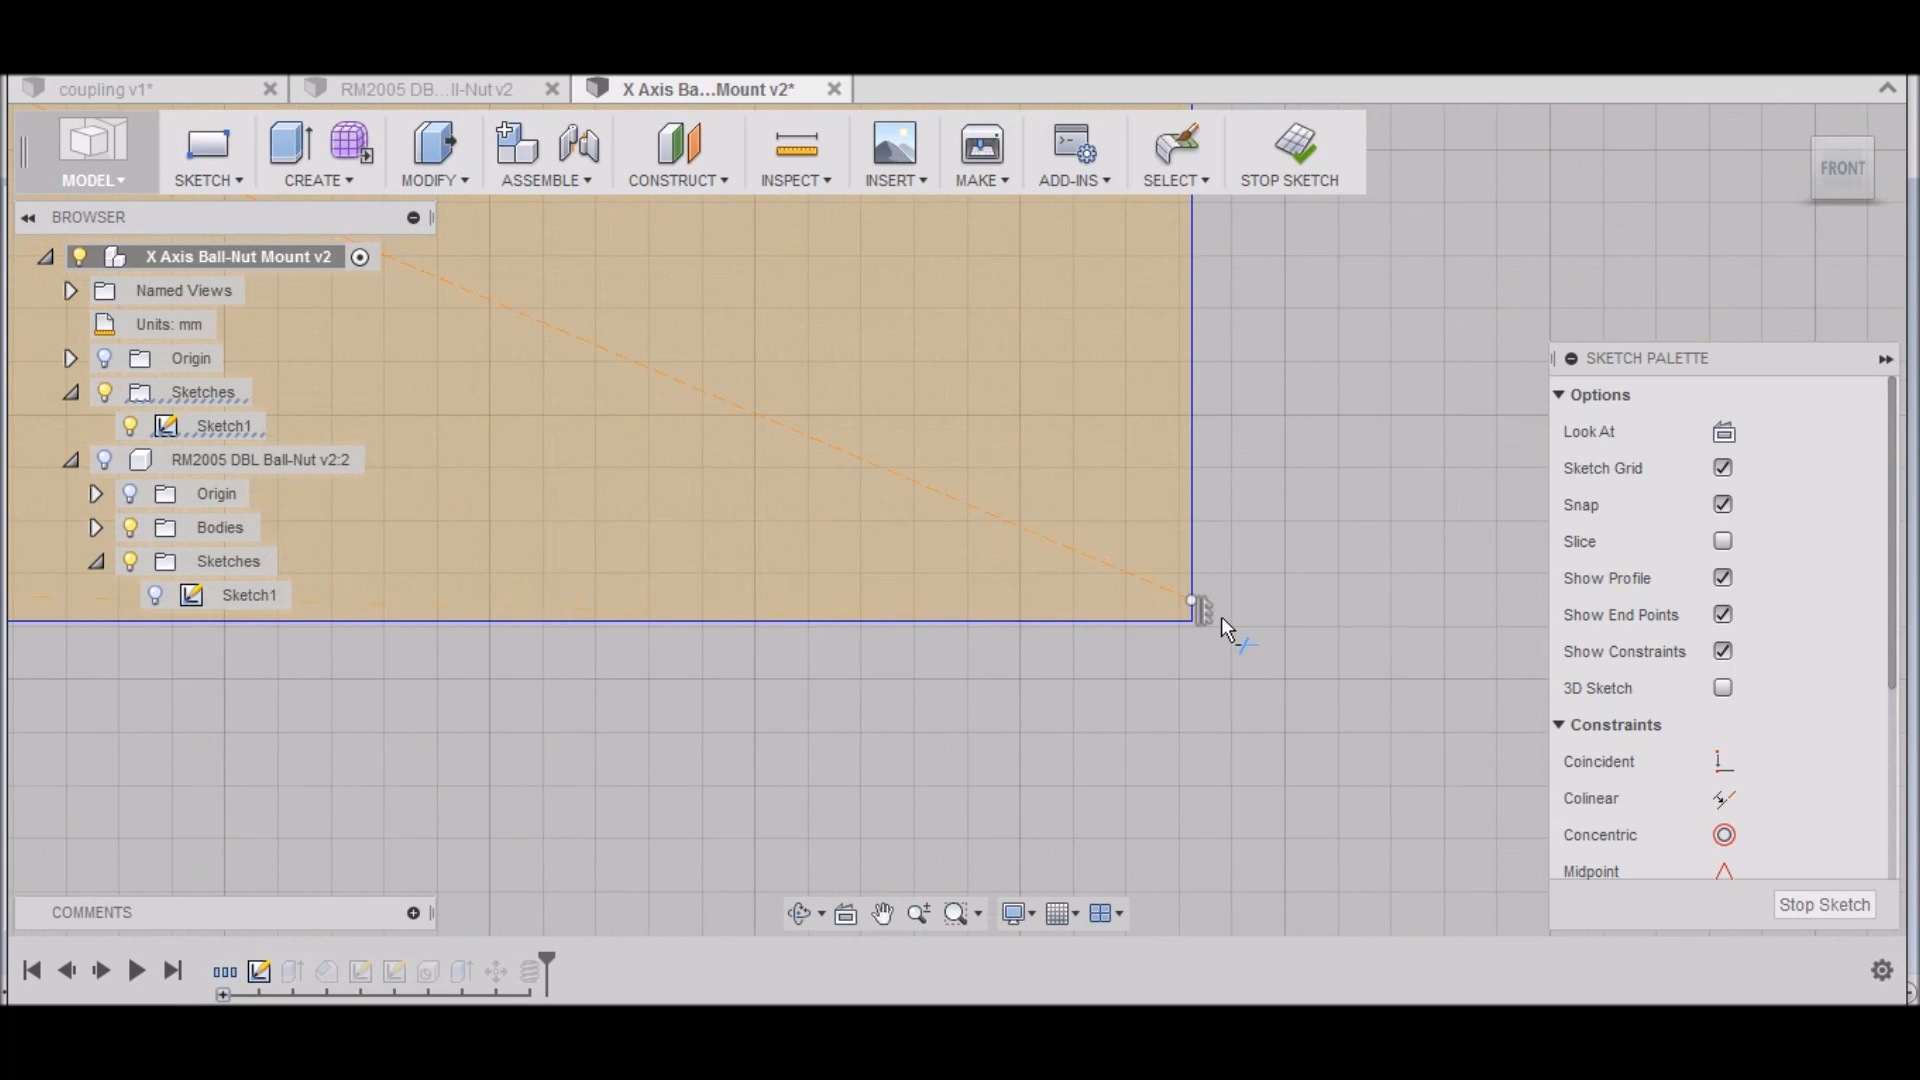 coupling v1*
RM2005 DB...ll-Nut v2
X Axis Ba...Mount v2*
MODEL
SKETCH
CREATE
MODIFY
ASSEMBLE
CONSTRUCT
INSPECT
INSERT
MAKE
ADD-INS
SELECT
STOP SKETCH
FRONT
BROWSER
X Axis Ball-Nut Mount v2
Named Views
Units: mm
Origin
Sketches
Sketch1
RM2005 DBL Ball-Nut v2:2
Origin
Bodies
Sketches
Sketch1
SKETCH PALETTE
Options
Look At
Sketch Grid
Snap
Slice
Show Profile
Show End Points
Show Constraints
3D Sketch
Constraints
Coincident
Colinear
Concentric
Midpoint
Stop Sketch
COMMENTS